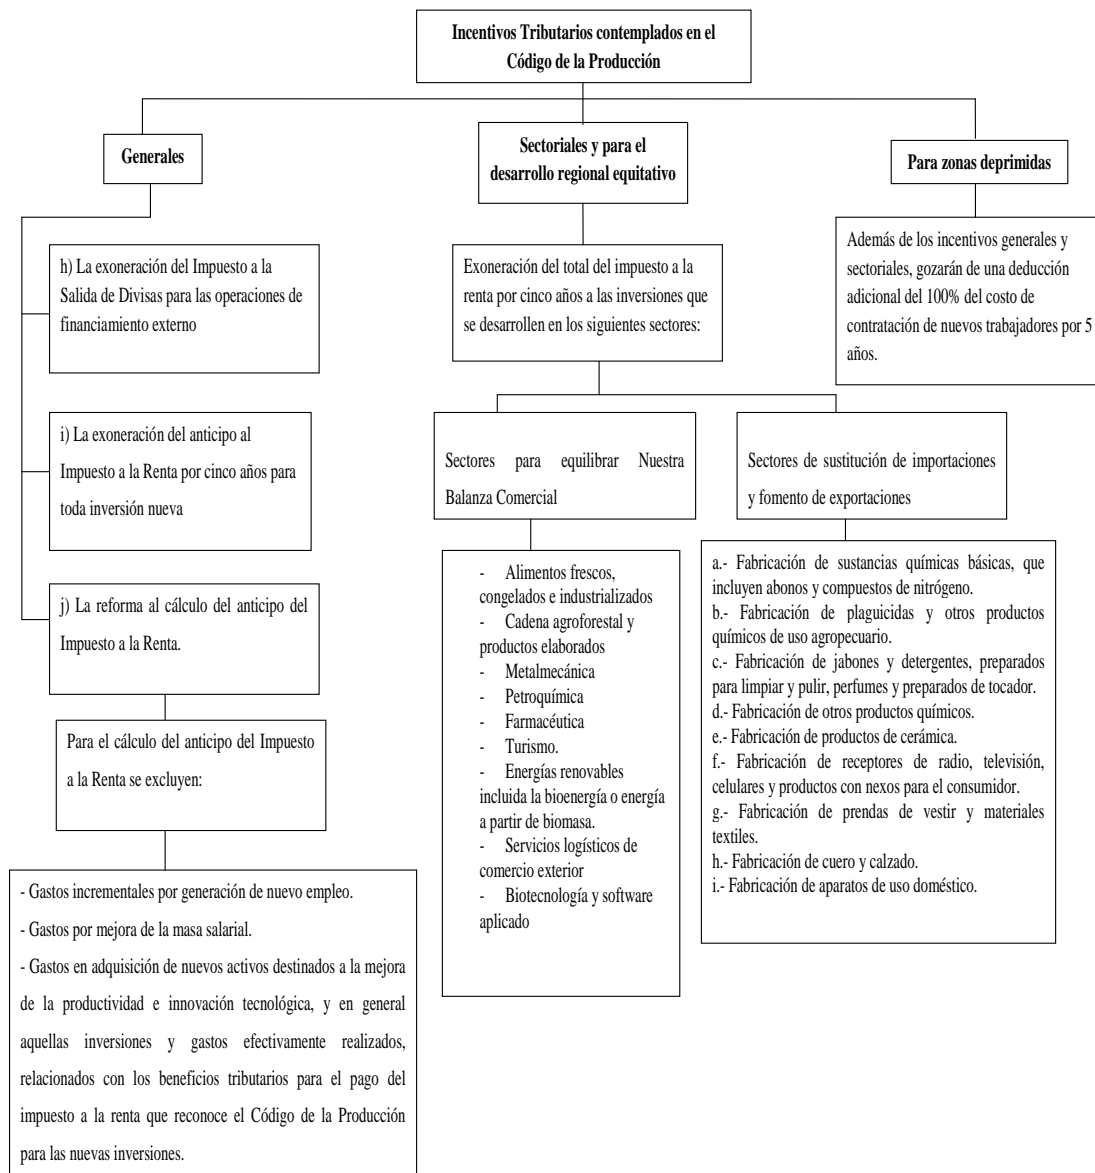 Incentivos Tributarios contemplados en el
Código de la Producción
Generales
Sectoriales y para el
desarrollo regional equitativo
Para zonas deprimidas
h) La exoneración del Impuesto a la
Salida de Divisas para las operaciones de
financiamiento externo
i) La exoneración del anticipo al
Impuesto a la Renta por cinco años para
toda inversión nueva
j) La reforma al cálculo del anticipo del
Impuesto a la Renta.
Para el cálculo del anticipo del Impuesto
a la Renta se excluyen:
- Gastos incrementales por generación de nuevo empleo.
- Gastos por mejora de la masa salarial.
- Gastos en adquisición de nuevos activos destinados a la mejora
de la productividad e innovación tecnológica, y en general
aquellas inversiones y gastos efectivamente realizados,
relacionados con los beneficios tributarios para el pago del
impuesto a la renta que reconoce el Código de la Producción
para las nuevas inversiones.
Exoneración del total del impuesto a la
renta por cinco años a las inversiones que
se desarrollen en los siguientes sectores:
Sectores para equilibrar Nuestra
Balanza Comercial
- Alimentos frescos,
congelados e industrializados
- Cadena agroforestal y
productos elaborados
- Metalmecánica
- Petroquímica
- Farmacéutica
- Turismo.
- Energías renovables
incluida la bioenergía o energía
a partir de biomasa.
- Servicios logísticos de
comercio exterior
- Biotecnología y software
aplicado
Sectores de sustitución de importaciones
y fomento de exportaciones
a.- Fabricación de sustancias químicas básicas, que
incluyen abonos y compuestos de nitrógeno.
b.- Fabricación de plaguicidas y otros productos
químicos de uso agropecuario.
c.- Fabricación de jabones y detergentes, preparados
para limpiar y pulir, perfumes y preparados de tocador.
d.- Fabricación de otros productos químicos.
e.- Fabricación de productos de cerámica.
f.- Fabricación de receptores de radio, televisión,
celulares y productos con nexos para el consumidor.
g.- Fabricación de prendas de vestir y materiales
textiles.
h.- Fabricación de cuero y calzado.
i.- Fabricación de aparatos de uso doméstico.
Además de los incentivos generales y
sectoriales, gozarán de una deducción
adicional del 100% del costo de
contratación de nuevos trabajadores por 5
años.